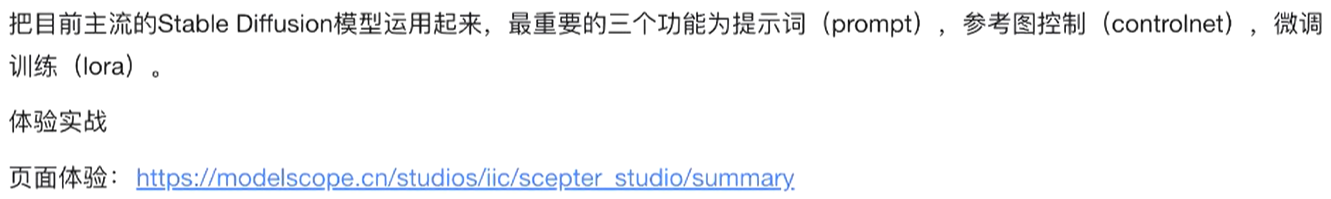 把目前主流的Stable Diffusion模型运用起来，最重要的三个功能为提示词（prompt），参考图控制（controlnet），微调
训练（lora）。
体验实战
页面体验： https://modelscope.cn/studios/iic/scepter_studio/summary